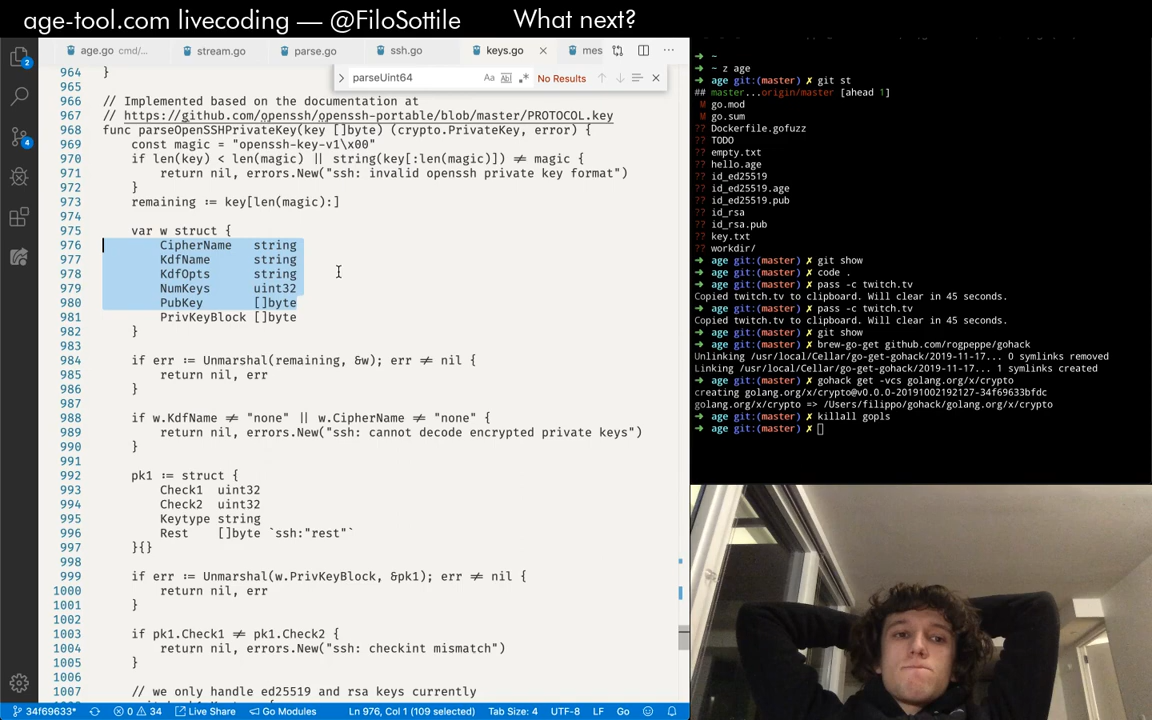 age-tool.com livecoding — @FiloSottile What next?
age.go cmd/... stream.go parse.go ssh.go keys.go mes
parseUint64 Aa Abl .* No Results
964 }
965
966 // Implemented based on the documentation at
967 // https://github.com/openssh/openssh-portable/blob/master/PROTOCOL.key
968 func parseOpenSSHPrivateKey(key []byte) (crypto.PrivateKey, error) {
969 const magic = "openssh-key-v1\x00"
970 if len(key) < len(magic) || string(key[:len(magic)]) ≠ magic {
971 return nil, errors.New("ssh: invalid openssh private key format")
972 }
973 remaining := key[len(magic):]
974
975 var w struct {
976 CipherName string
977 KdfName string
978 KdfOpts string
979 NumKeys uint32
980 PubKey []byte
981 PrivKeyBlock []byte
982 }
983
984 if err := Unmarshal(remaining, &w); err ≠ nil {
985 return nil, err
986 }
987
988 if w.KdfName ≠ "none" || w.CipherName ≠ "none" {
989 return nil, errors.New("ssh: cannot decode encrypted private keys")
990 }
991
992 pk1 := struct {
993 Check1 uint32
994 Check2 uint32
995 Keytype string
996 Rest []byte `ssh:"rest"`
997 }{}
998
999 if err := Unmarshal(w.PrivKeyBlock, &pk1); err ≠ nil {
1000 return nil, err
1001 }
1002
1003 if pk1.Check1 ≠ pk1.Check2 {
1004 return nil, errors.New("ssh: checkint mismatch")
1005 }
1006
1007 // we only handle ed25519 and rsa keys currently
34f69633* 0 34 Live Share Go Modules Ln 976, Col 1 (109 selected) Tab Size: 4 UTF-8 LF Go
➜ ~
➜ ~ z age
➜ age git:(master) ✗ git st
## master...origin/master [ahead 1]
M go.mod
M go.sum
?? Dockerfile.gofuzz
?? TODO
?? empty.txt
?? hello.age
?? id_ed25519
?? id_ed25519.age
?? id_ed25519.pub
?? id_rsa
?? id_rsa.pub
?? key.txt
?? workdir/
➜ age git:(master) ✗ git show
➜ age git:(master) ✗ code .
➜ age git:(master) ✗ pass -c twitch.tv
Copied twitch.tv to clipboard. Will clear in 45 seconds.
➜ age git:(master) ✗ pass -c twitch.tv
Copied twitch.tv to clipboard. Will clear in 45 seconds.
➜ age git:(master) ✗ git show
➜ age git:(master) ✗ brew-go-get github.com/rogpeppe/gohack
Unlinking /usr/local/Cellar/go-get-gohack/2019-11-17... 0 symlinks removed
Linking /usr/local/Cellar/go-get-gohack/2019-11-17... 1 symlinks created
➜ age git:(master) ✗ gohack get -vcs golang.org/x/crypto
creating golang.org/x/crypto@v0.0.0-20191002192127-34f69633bfdc
golang.org/x/crypto => /Users/filippo/gohack/golang.org/x/crypto
➜ age git:(master) ✗ killall gopls
➜ age git:(master) ✗